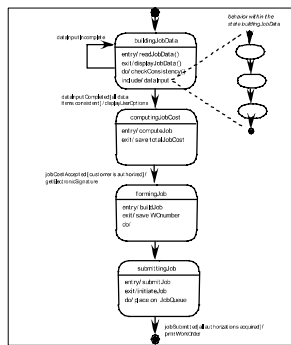 behavior within the
state buildingJobData
dataInputIncomplete
buildingJobData
entry/readJobData()
exit/displayJobData()
do/checkConsistency()
include/dataInput
dataInputCompleted[all data
items consistent]/displayUserOptions
computingJobCost
entry/computeJob
exit/save totalJobCost
jobCostAccepted[customer is authorized]/
getElectronicSignature
formingJob
entry/buildJob
exit/save WOnumber
do/
submittingJob
entry/submitJob
exit/initiateJob
do/place on JobQueue
jobSubmitted[all authorizations acquired]/
printWorkOrder